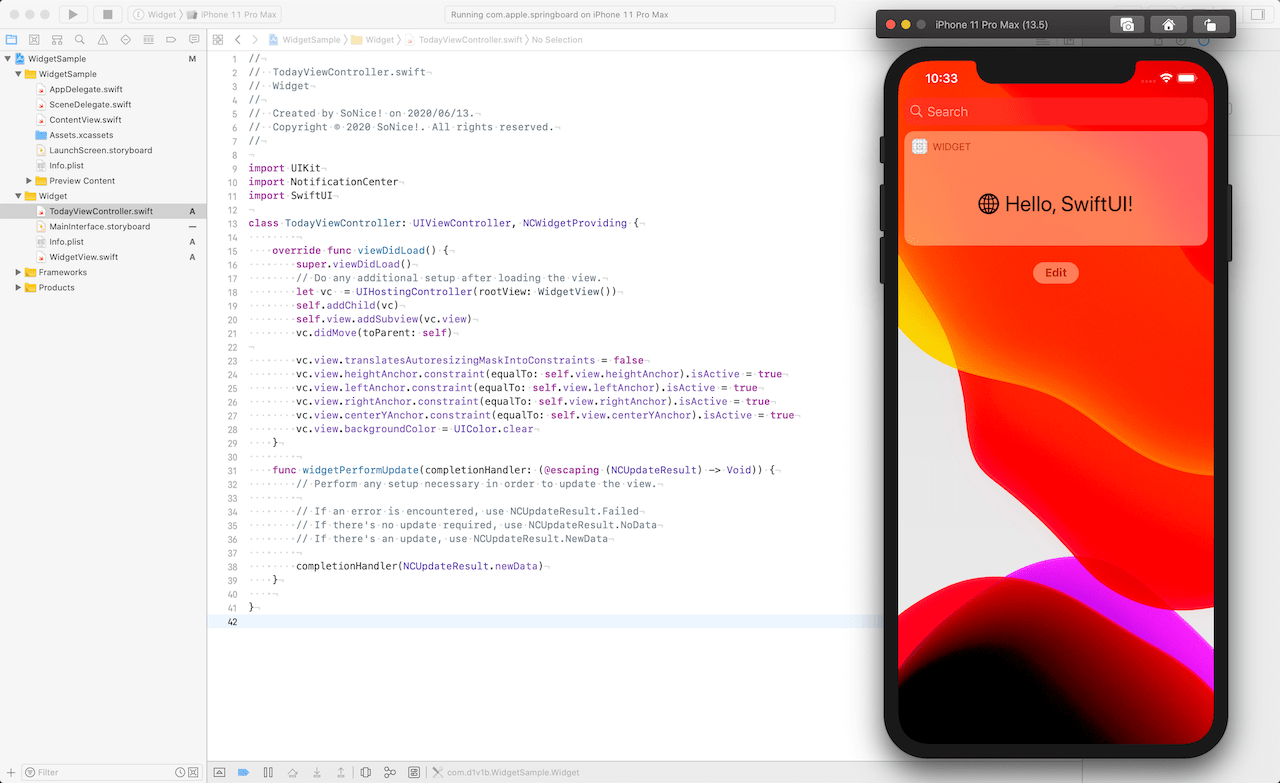 Widget
iPhone 11 Pro Max
Running com.apple.springboard on iPhone 11 Pro Max
iPhone 11 Pro Max (13.5)
WidgetSample
Widget
TodayViewController.swift
No Selection
WidgetSample M
WidgetSample
AppDelegate.swift
SceneDelegate.swift
ContentView.swift
Assets.xcassets
LaunchScreen.storyboard
Info.plist
Preview Content
Widget
TodayViewController.swift A
MainInterface.storyboard —
Info.plist A
WidgetView.swift A
Frameworks
Products
Filter
1 //
2 //  TodayViewController.swift
3 //  Widget
4 //
5 //  Created by SoNice! on 2020/06/13.
6 //  Copyright © 2020 SoNice!. All rights reserved.
7 //
8
9 import UIKit
10 import NotificationCenter
11 import SwiftUI
12
13 class TodayViewController: UIViewController, NCWidgetProviding {
14
15     override func viewDidLoad() {
16         super.viewDidLoad()
17         // Do any additional setup after loading the view.
18         let vc  = UIHostingController(rootView: WidgetView())
19         self.addChild(vc)
20         self.view.addSubview(vc.view)
21         vc.didMove(toParent: self)
22
23         vc.view.translatesAutoresizingMaskIntoConstraints = false
24         vc.view.heightAnchor.constraint(equalTo: self.view.heightAnchor).isActive = true
25         vc.view.leftAnchor.constraint(equalTo: self.view.leftAnchor).isActive = true
26         vc.view.rightAnchor.constraint(equalTo: self.view.rightAnchor).isActive = true
27         vc.view.centerYAnchor.constraint(equalTo: self.view.centerYAnchor).isActive = true
28         vc.view.backgroundColor = UIColor.clear
29     }
30
31     func widgetPerformUpdate(completionHandler: (@escaping (NCUpdateResult) -> Void)) {
32         // Perform any setup necessary in order to update the view.
33
34         // If an error is encountered, use NCUpdateResult.Failed
35         // If there's no update required, use NCUpdateResult.NoData
36         // If there's an update, use NCUpdateResult.NewData
37
38         completionHandler(NCUpdateResult.newData)
39     }
40
41 }
42
com.d1v1b.WidgetSample.Widget
10:33
Search
WIDGET
Hello, SwiftUI!
Edit